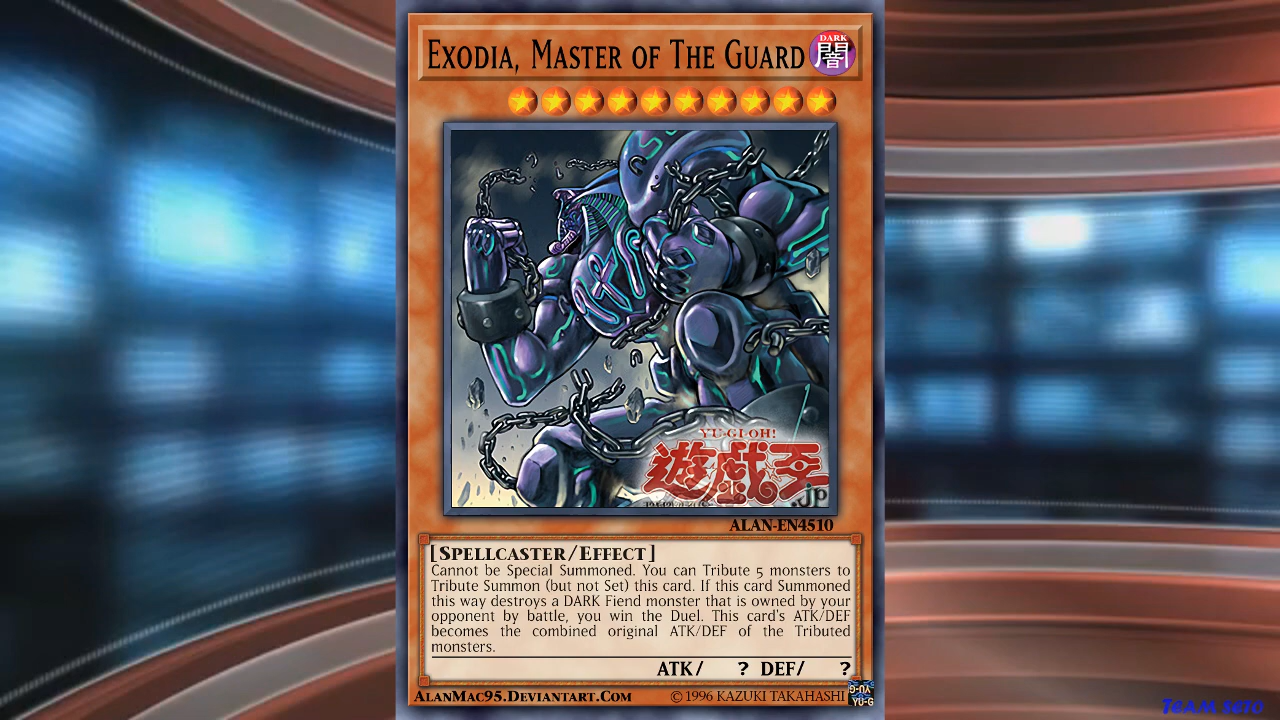 Exodia, Master of The Guard
DARK
闇
YU-GI-OH!
遊戯王
.jp
ALAN-EN4510
[Spellcaster/Effect]
Cannot be Special Summoned. You can Tribute 5 monsters to
Tribute Summon (but not Set) this card. If this card Summoned
this way destroys a DARK Fiend monster that is owned by your
opponent by battle, you win the Duel. This card's ATK/DEF
becomes the combined original ATK/DEF of the Tributed
monsters.
ATK/ ? DEF/ ?
AlanMac95.Deviantart.Com © 1996 KAZUKI TAKAHASHI
TEAM SETO